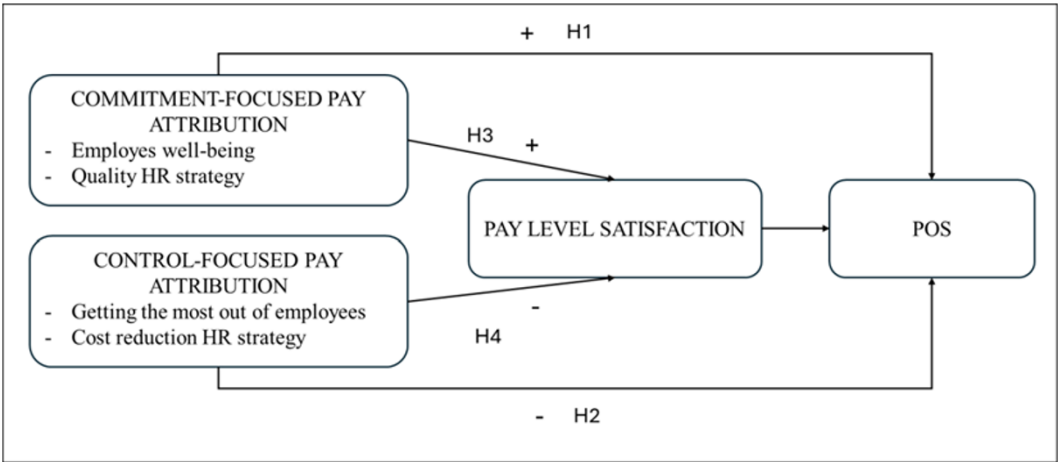 + H1
COMMITMENT-FOCUSED PAY
ATTRIBUTION
- Employes well-being
- Quality HR strategy
H3 +
PAY LEVEL SATISFACTION
POS
CONTROL-FOCUSED PAY
ATTRIBUTION
- Getting the most out of employees
- Cost reduction HR strategy
-
H4
- H2